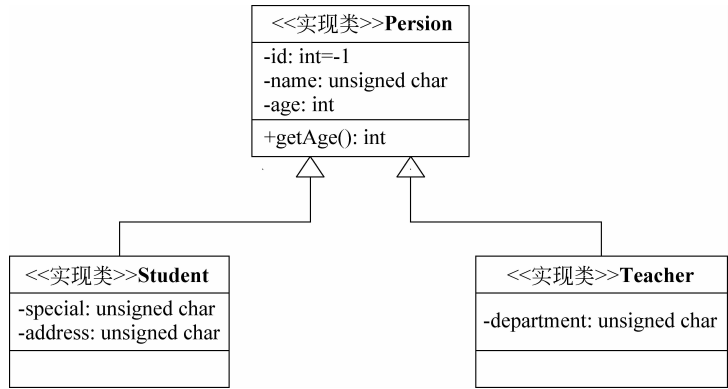 <<实现类>>Persion
-id: int=-1
-name: unsigned char
-age: int
+getAge(): int
<<实现类>>Student
-special: unsigned char
-address: unsigned char
<<实现类>>Teacher
-department: unsigned char